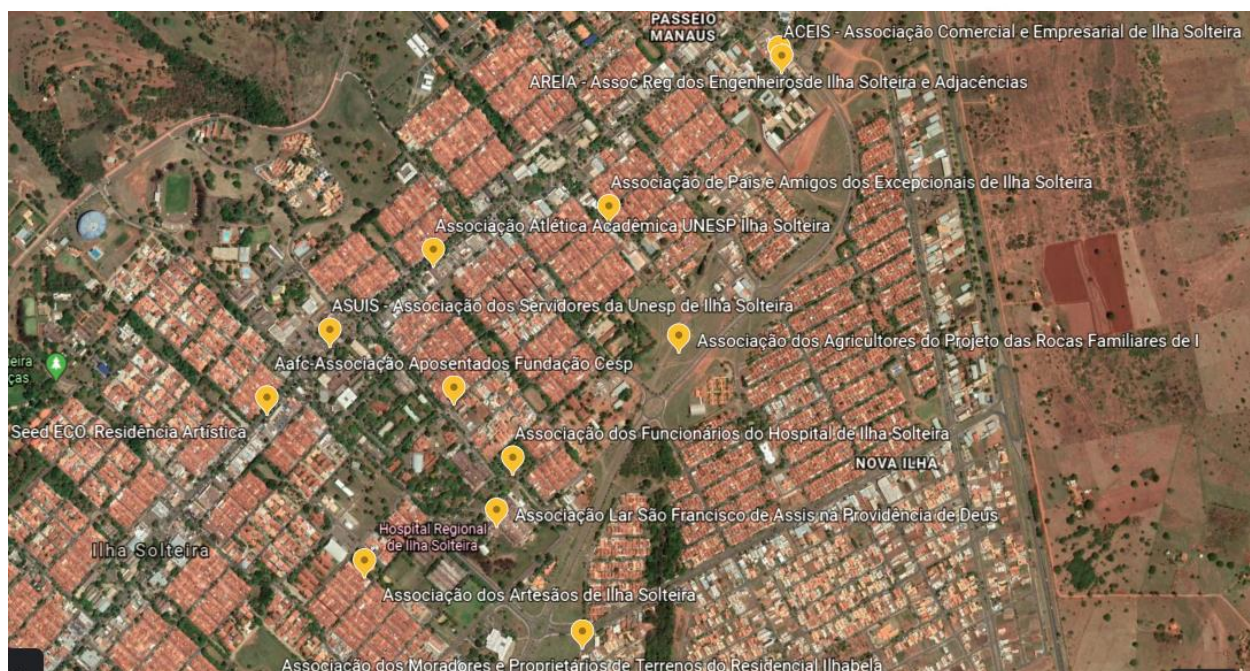 PASSEIO
MANAUS
ACEIS - Associação Comercial e Empresarial de Ilha Solteira
AREIA - Assoc Reg dos Engenheirosde Ilha Solteira e Adjacências
Associação de Pais e Amigos dos Excepcionais de Ilha Solteira
Associação Atlética Acadêmica UNESP Ilha Solteira
ASUIS - Associação dos Servidores da Unesp de Ilha Solteira
Associação dos Agricultores do Projeto das Rocas Familiares de I
Aafc-Associação Aposentados Fundação Cesp
eira
ças
Seed ECO Residência Artística
Associação dos Funcionários do Hospital de Ilha Solteira
NOVA ILHA
Associação Lar São Francisco de Assis na Providência de Deus
Hospital Regional
de Ilha Solteira
Ilha Solteira
Associação dos Artesãos de Ilha Solteira
Associação dos Moradores e Proprietários de Terrenos do Residencial Ilhabela